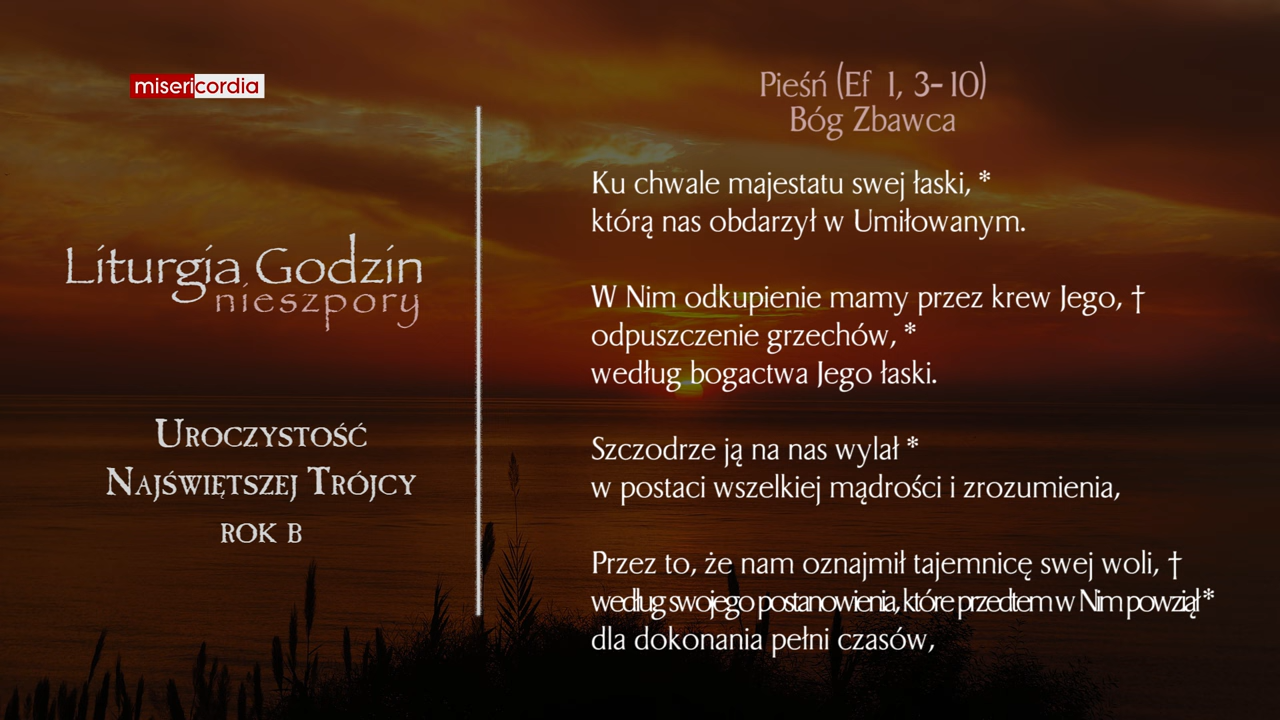 misericordia
Liturgia Godzin
nieszpory
Uroczystość
Najświętszej Trójcy
rok B
Pieśń (Ef 1, 3-10)
Bóg Zbawca
Ku chwale majestatu swej łaski, *
którą nas obdarzył w Umiłowanym.
W Nim odkupienie mamy przez krew Jego, †
odpuszczenie grzechów, *
według bogactwa Jego łaski.
Szczodrze ją na nas wylał *
w postaci wszelkiej mądrości i zrozumienia,
Przez to, że nam oznajmił tajemnicę swej woli, †
według swojego postanowienia, które przedtem w Nim powziął *
dla dokonania pełni czasów,